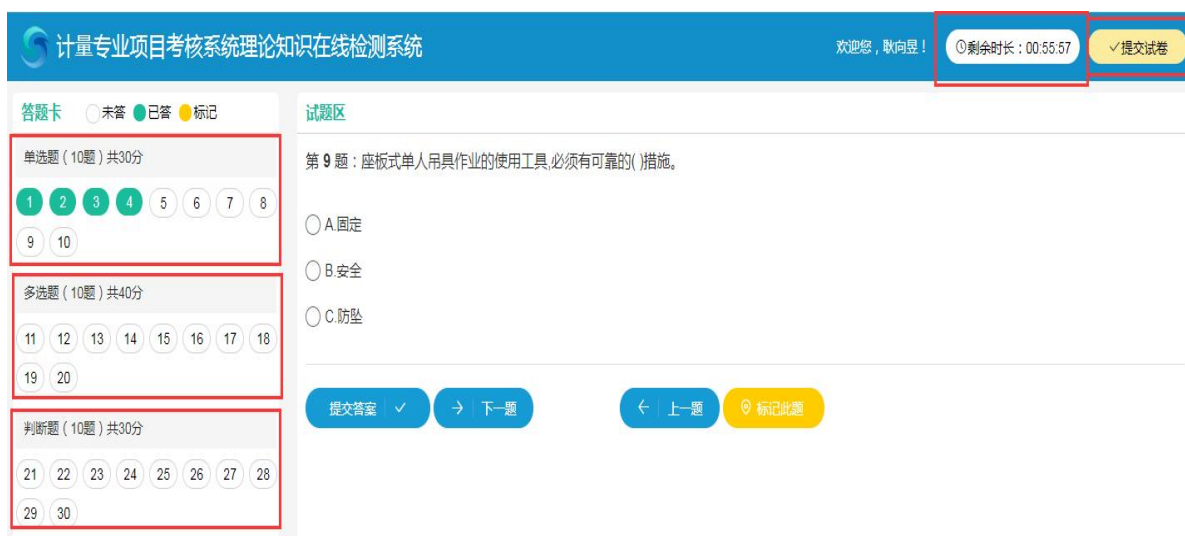 计量专业项目考核系统理论知识在线检测系统
欢迎您，耿向昱！
剩余时长：00:55:57
✓提交试卷
答题卡 未答 已答 标记
单选题（10题）共30分
1 2 3 4 5 6 7 8
9 10
多选题（10题）共40分
11 12 13 14 15 16 17 18
19 20
判断题（10题）共30分
21 22 23 24 25 26 27 28
29 30
试题区
第 9 题：座板式单人吊具作业的使用工具,必须有可靠的( )措施。
A.固定
B.安全
C.防坠
提交答案 ✓
→ 下一题
← 上一题
标记此题